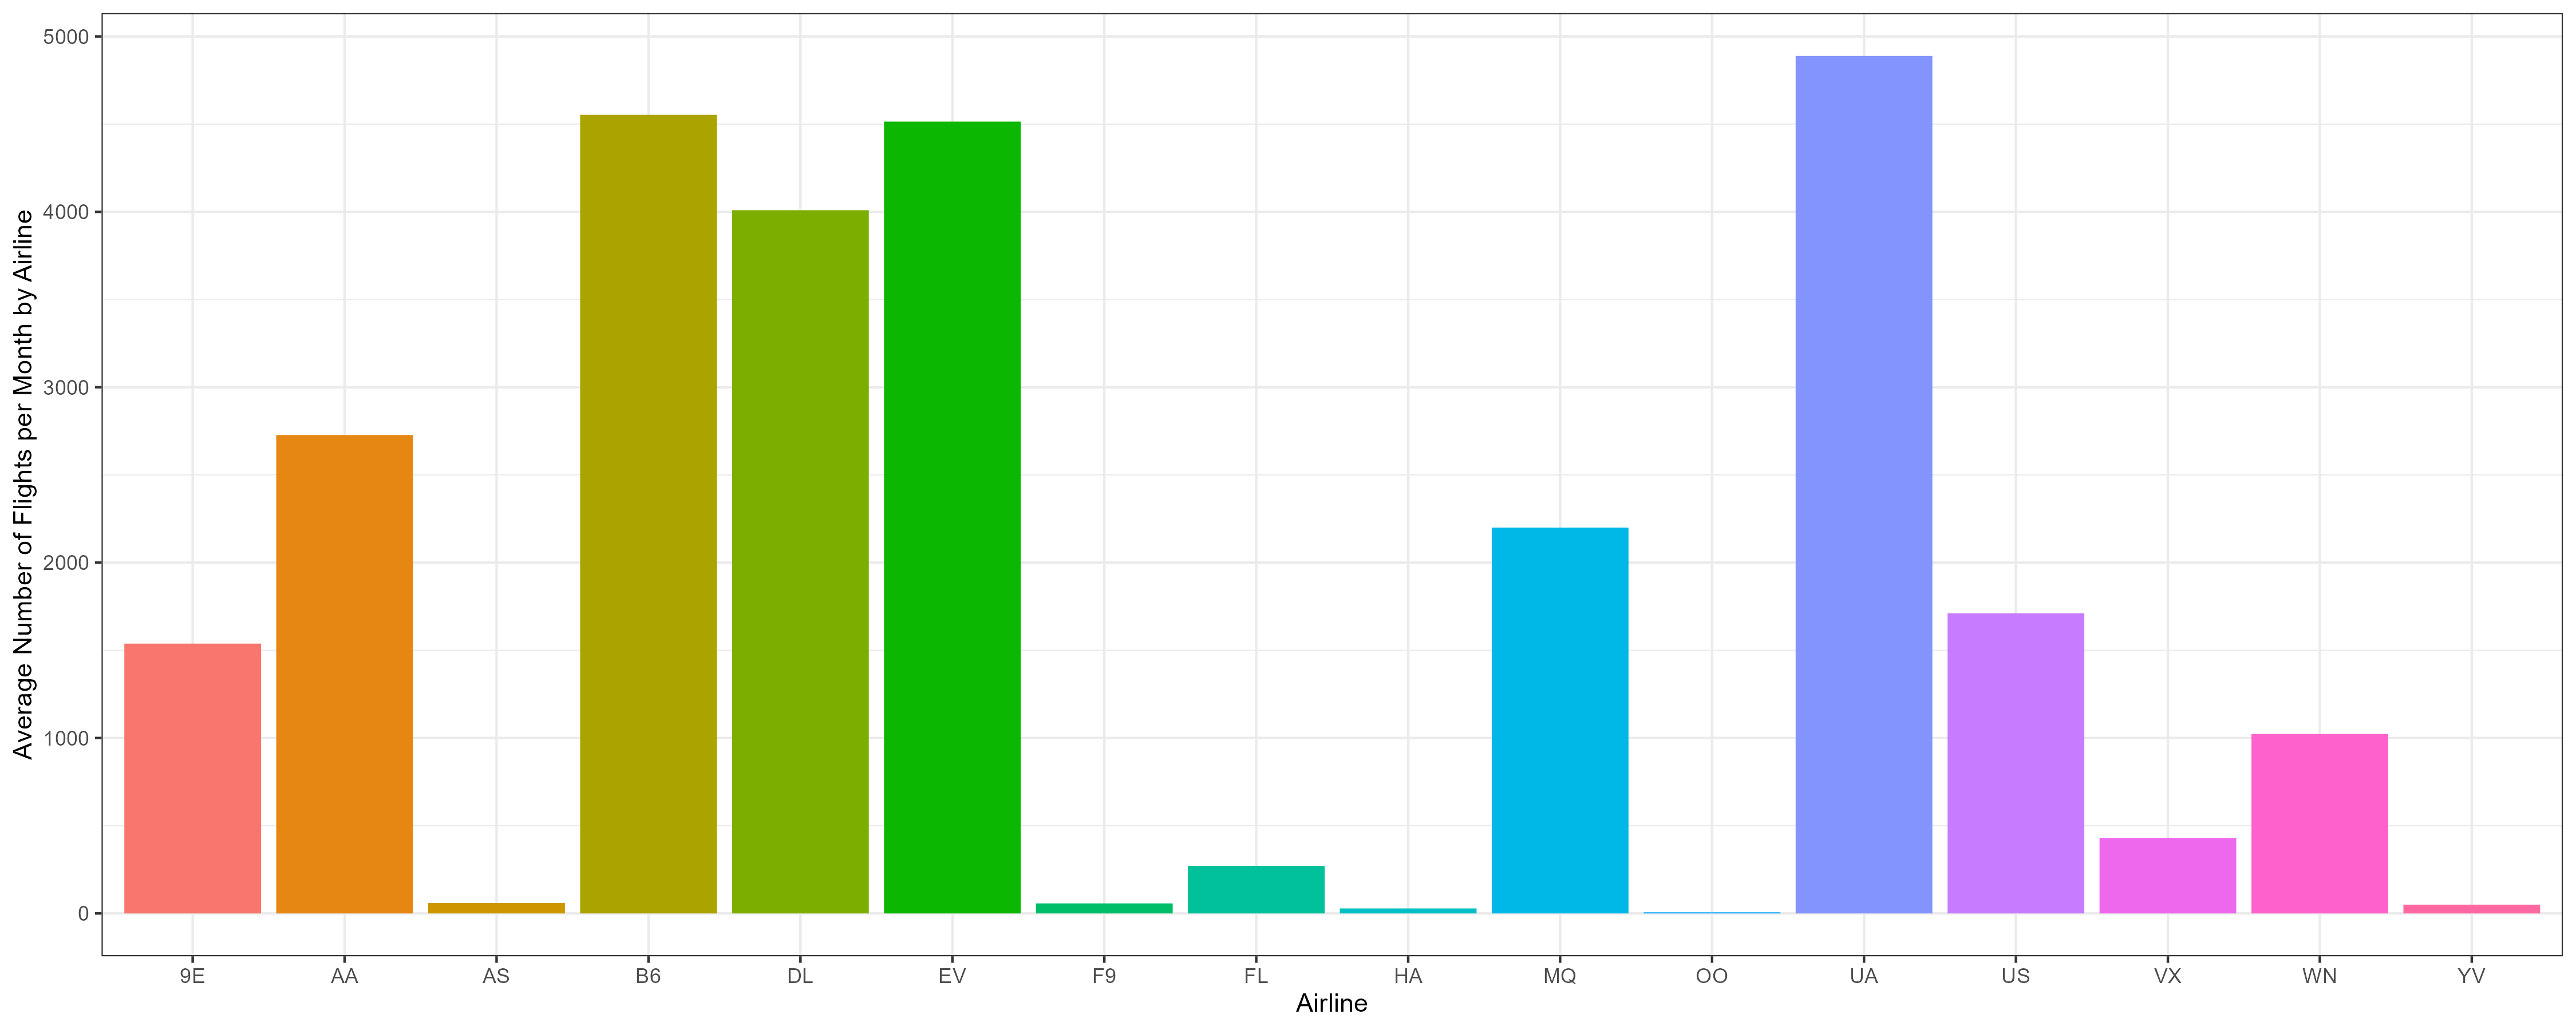 Average Number of Flights per Month by Airline
5000
4000
3000
2000
1000
0
9E AA AS B6 DL EV F9 FL HA MQ OO UA US VX WN YV
Airline